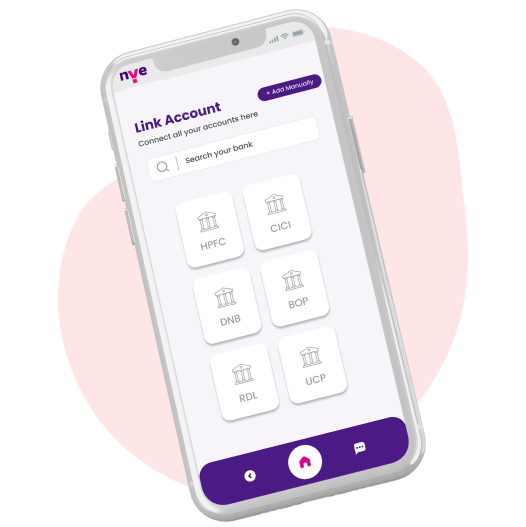 nye
+ Add Manually
Link Account
Connect all your accounts here
Search your bank
HPFC
CICI
DNB
BOP
RDL
UCP